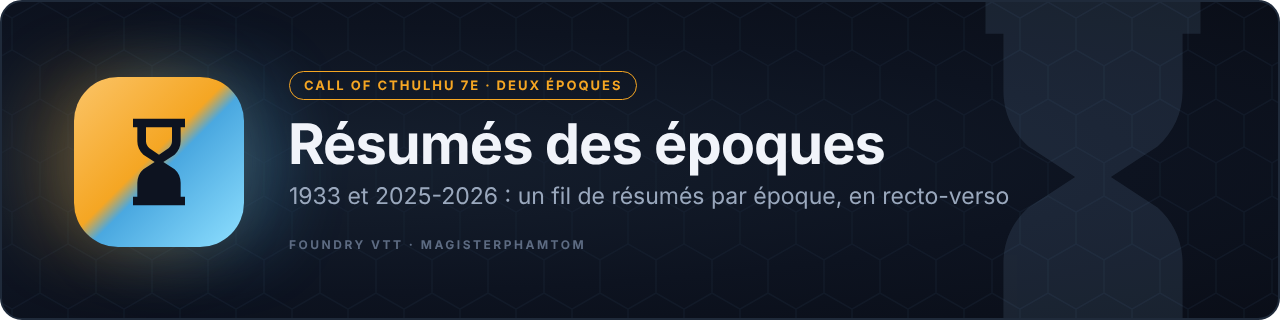 CALL OF CTHULHU 7E · DEUX ÉPOQUES
Résumés des époques
1933 et 2025-2026 : un fil de résumés par époque, en recto-verso
FOUNDRY VTT · MAGISTERPHAMTOM